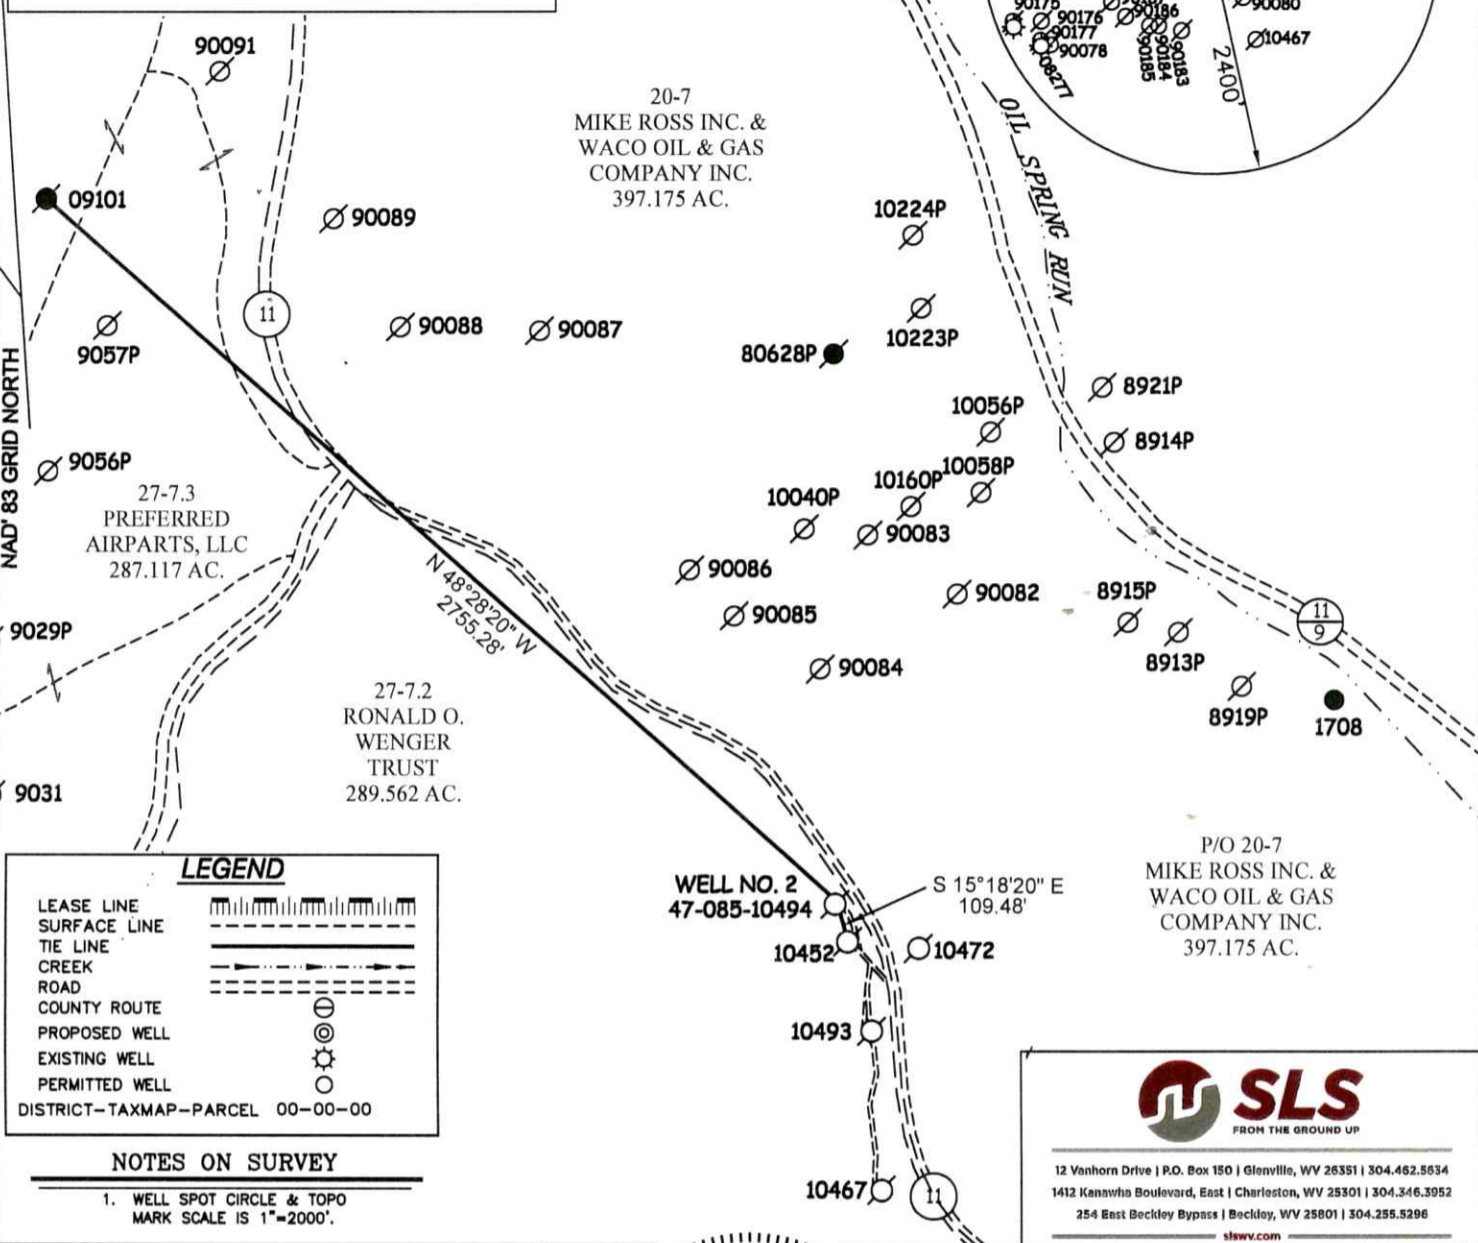 90091
09101
90089
9057P
11
90088
90087
20-7
MIKE ROSS INC. &
WACO OIL & GAS
COMPANY INC.
397.175 AC.
90175
90176
90177
90078
08277
90186
90185
90184
90183
90080
10467
2400'
OIL SPRING RUN
10224P
10223P
80628P
8921P
8914P
10056P
10058P
10160P
10040P
90083
90086
90085
90082
90084
8915P
8913P
8919P
1708
11
9
NAD' 83 GRID NORTH
9056P
27-7.3
PREFERRED
AIRPARTS, LLC
287.117 AC.
9029P
9031
N 48°28'20" W
2755.28'
27-7.2
RONALD O.
WENGER
TRUST
289.562 AC.
P/O 20-7
MIKE ROSS INC. &
WACO OIL & GAS
COMPANY INC.
397.175 AC.
WELL NO. 2
47-085-10494
S 15°18'20" E
109.48'
10452
10472
10493
10467
11
LEGEND
LEASE LINE
SURFACE LINE
TIE LINE
CREEK
ROAD
COUNTY ROUTE
PROPOSED WELL
EXISTING WELL
PERMITTED WELL
DISTRICT-TAXMAP-PARCEL 00-00-00
NOTES ON SURVEY
1. WELL SPOT CIRCLE & TOPO
MARK SCALE IS 1"=2000'.
SLS
FROM THE GROUND UP
12 Vanhorn Drive | P.O. Box 150 | Glenville, WV 26351 | 304.462.5634
1412 Kanawha Boulevard, East | Charleston, WV 25301 | 304.346.3952
254 East Beckley Bypass | Beckley, WV 25801 | 304.255.5296
slswv.com